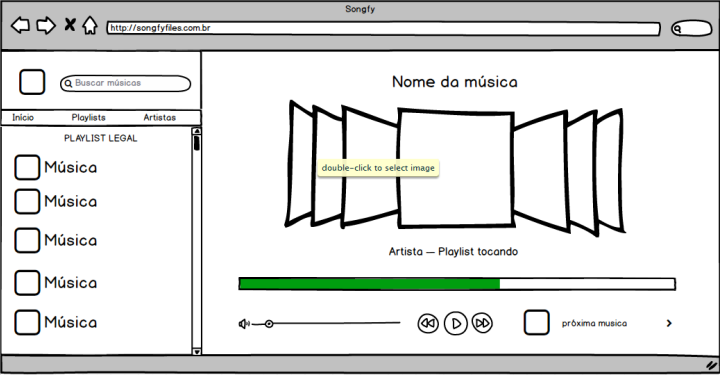 Songfy
http://songfyfiles.com.br
Buscar músicas
Início Playlists Artistas
PLAYLIST LEGAL
Música
Música
Música
Música
Música
Nome da música
double-click to select image
Artista — Playlist tocando
próxima musica